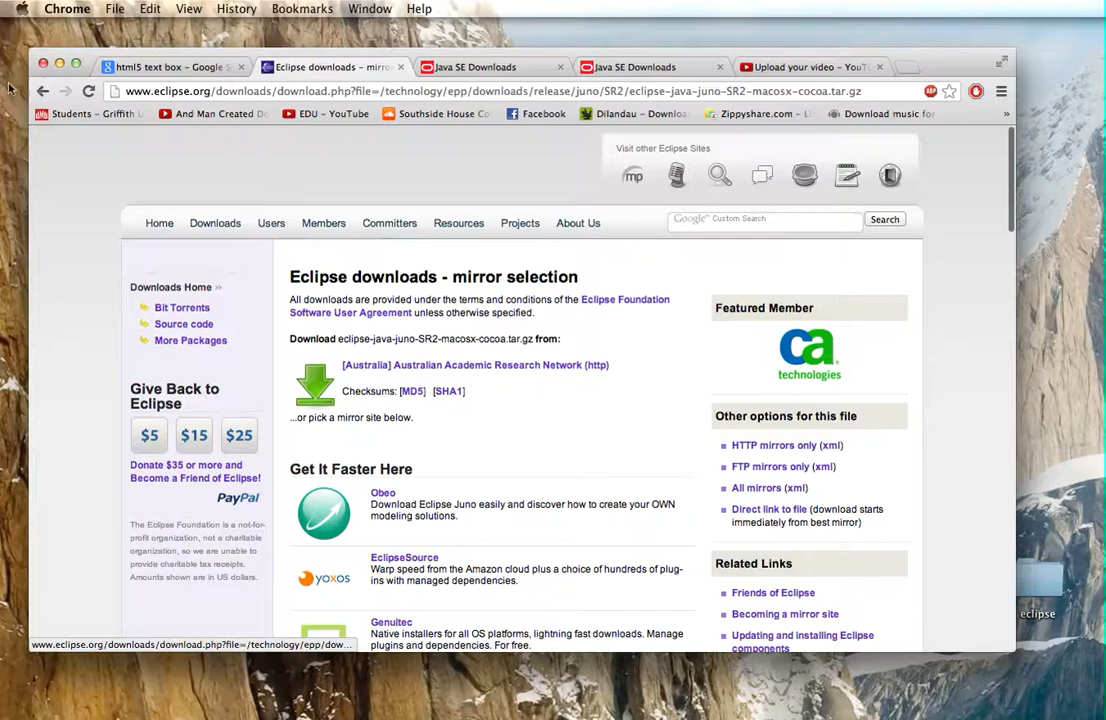 Chrome File Edit View History Bookmarks Window Help
html5 text box - Google S Eclipse downloads - mirro Java SE Downloads Java SE Downloads Upload your video - YouT
www.eclipse.org/downloads/download.php?file=/technology/epp/downloads/release/juno/SR2/eclipse-java-juno-SR2-macosx-cocoa.tar.gz ABP
Students - Griffith And Man Created Do EDU - YouTube Southside House Co Facebook Dilandau - Downloa Zippyshare.com - Download music for »
Visit other Eclipse Sites
mp
Home Downloads Users Members Committers Resources Projects About Us Google™ Custom Search Search
Downloads Home »
Bit Torrents
Source code
More Packages
Give Back to
Eclipse
$5 $15 $25
Donate $35 or more and
Become a Friend of Eclipse!
PayPal
The Eclipse Foundation is a not-for-
profit organization, not a charitable
organization, so we are unable to
provide charitable tax receipts.
Amounts shown are in US dollars.
Eclipse downloads - mirror selection
All downloads are provided under the terms and conditions of the Eclipse Foundation
Software User Agreement unless otherwise specified.
Download eclipse-java-juno-SR2-macosx-cocoa.tar.gz from:
[Australia] Australian Academic Research Network (http)
Checksums: [MD5] [SHA1]
...or pick a mirror site below.
Get It Faster Here
Obeo
Download Eclipse Juno easily and discover how to create your OWN
modeling solutions.
YOXOS
EclipseSource
Warp speed from the Amazon cloud plus a choice of hundreds of plug-
ins with managed dependencies.
Genuitec
Native installers for all OS platforms, lightning fast downloads. Manage
plugins and dependencies. For free.
Featured Member
ca
technologies
Other options for this file
HTTP mirrors only (xml)
FTP mirrors only (xml)
All mirrors (xml)
Direct link to file (download starts
immediately from best mirror)
Related Links
Friends of Eclipse
Becoming a mirror site
Updating and installing Eclipse
components
eclipse
www.eclipse.org/downloads/download.php?file=/technology/epp/dow...